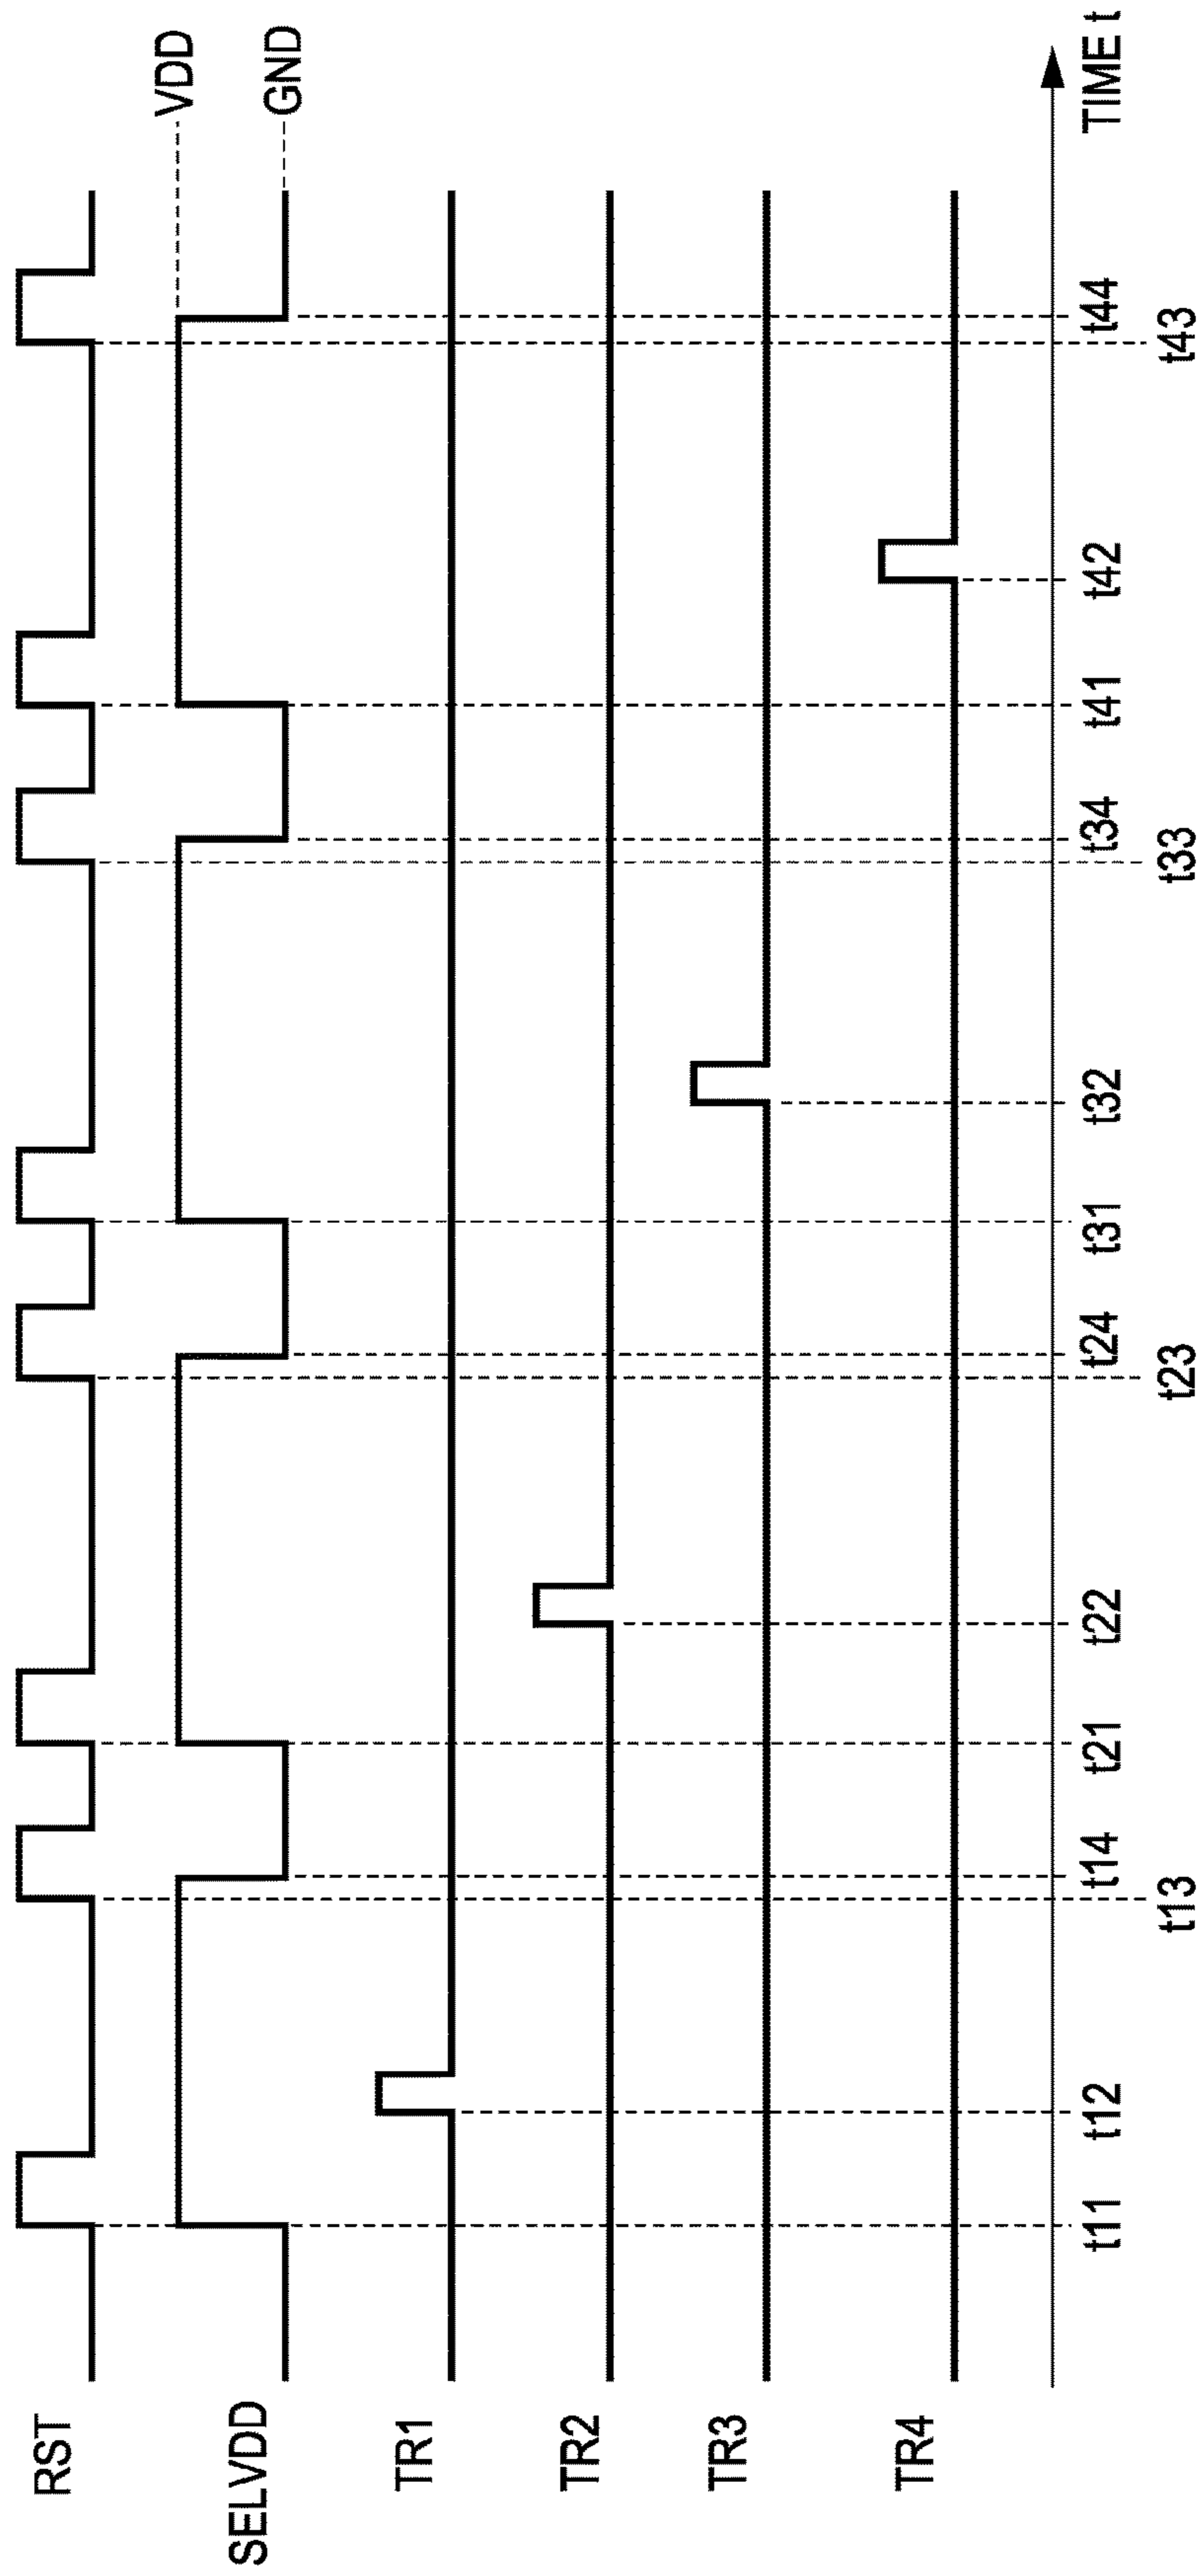 RST
SELVDD
VDD
GND
TR1
TR2
TR3
TR4
t11 t12 t14 t21 t22 t24 t31 t32 t34 t41 t42 t44 TIME t
t13 t23 t33 t43